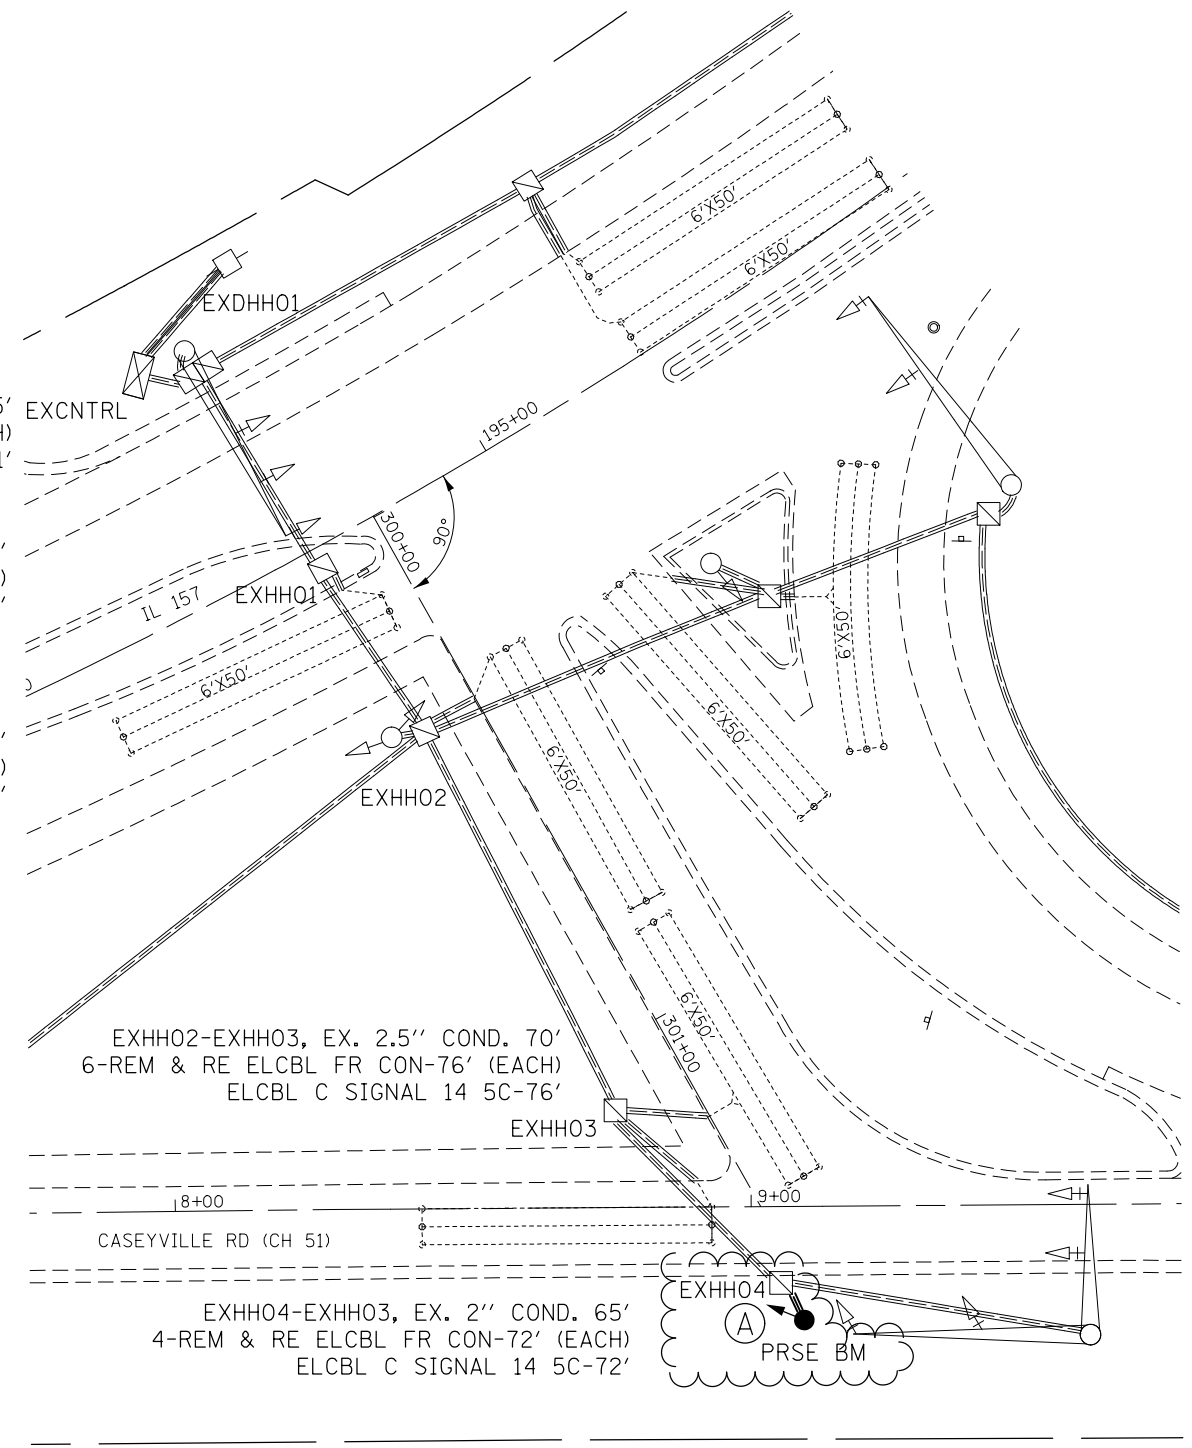 EXDHH01
EXCNTRL
5'
H)
195+00
300+00
90°
6'X50'
6'X50'
EXHH01
IL 157
6'X50'
6'X50'
6'X50'
6'X50'
EXHH02
EXHH02-EXHH03, EX. 2.5'' COND. 70'
6-REM & RE ELCBL FR CON-76' (EACH)
ELCBL C SIGNAL 14 5C-76'
6'X50'
301+00
EXHH03
8+00
9+00
CASEYVILLE RD (CH 51)
EXHH04
EXHH04-EXHH03, EX. 2'' COND. 65'
4-REM & RE ELCBL FR CON-72' (EACH)
ELCBL C SIGNAL 14 5C-72'
A
PRSE BM